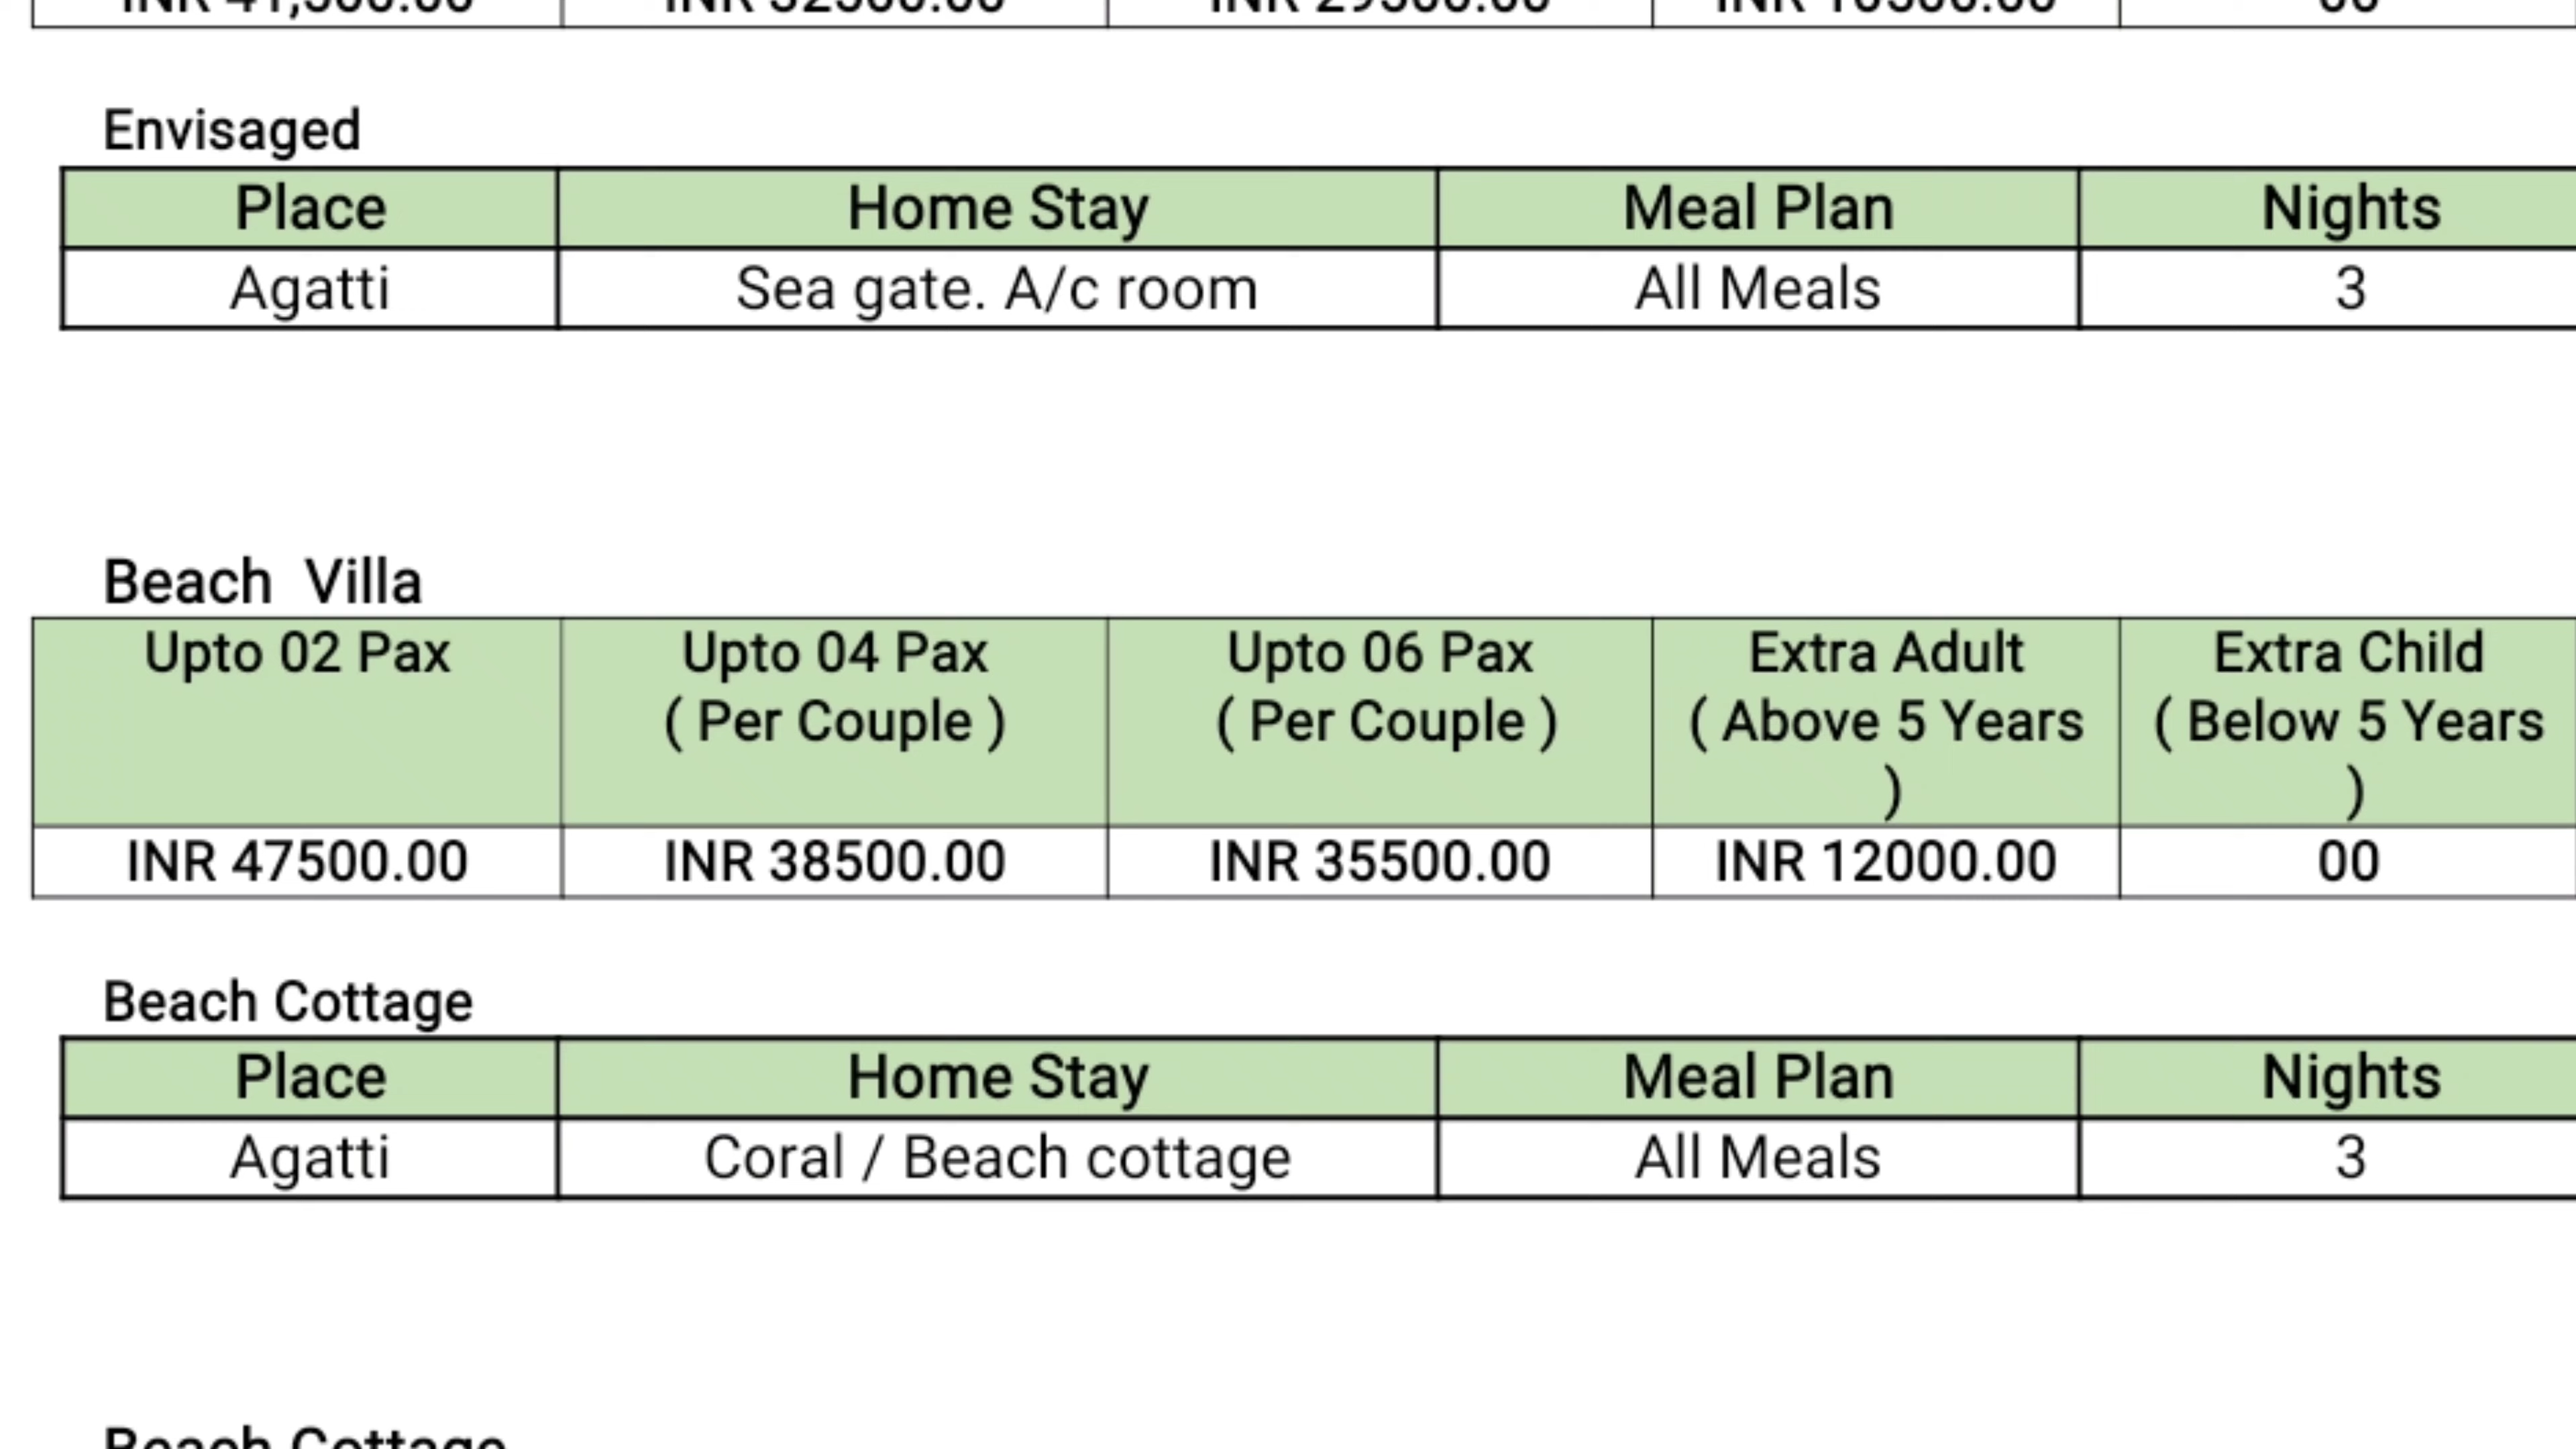 Envisaged
Place Home Stay Meal Plan Nights
Agatti Sea gate. A/c room All Meals 3
Beach Villa
Upto 02 Pax Upto 04 Pax Upto 06 Pax Extra Adult Extra Child
( Per Couple ) ( Per Couple ) ( Above 5 Years ( Below 5 Years
) )
INR 47500.00 INR 38500.00 INR 35500.00 INR 12000.00 00
Beach Cottage
Place Home Stay Meal Plan Nights
Agatti Coral / Beach cottage All Meals 3
Beach Cottage